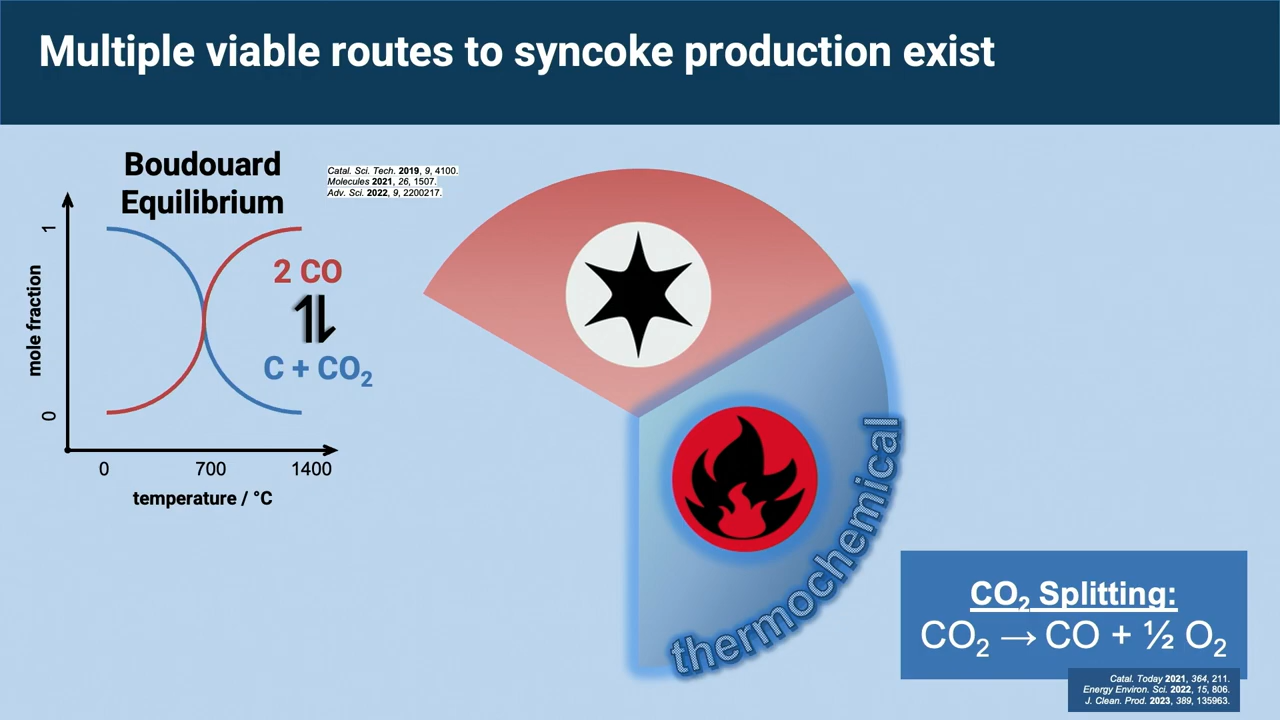 Multiple viable routes to syncoke production exist
Boudouard
Equilibrium
Catal. Sci. Tech. 2019, 9, 4100.
Molecules 2021, 26, 1507.
Adv. Sci. 2022, 9, 2200217.
1
mole fraction
0
2 CO
⥮
C + CO₂
0 700 1400
temperature / °C
thermochemical
CO₂ Splitting:
CO₂ → CO + ½ O₂
Catal. Today 2021, 364, 211.
Energy Environ. Sci. 2022, 15, 806.
J. Clean. Prod. 2023, 389, 135963.